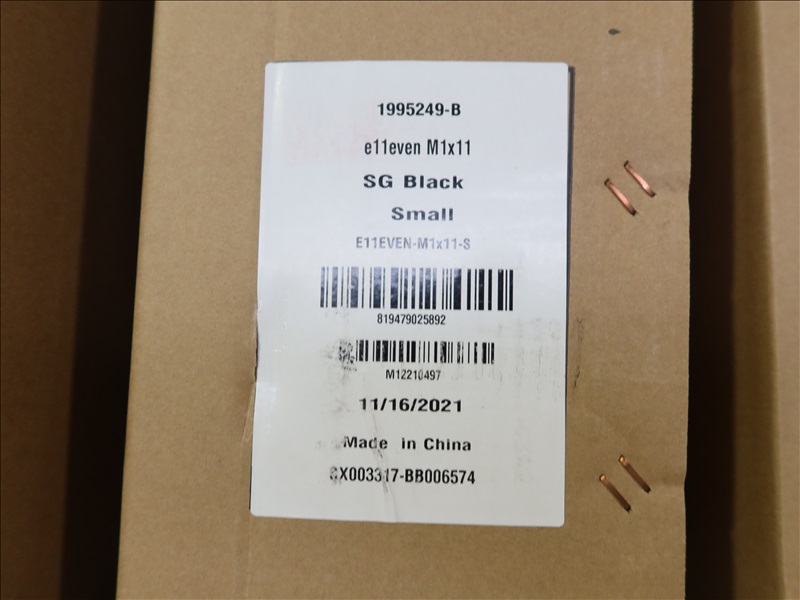 1995249-B
e11even M1x11
SG Black
Small
E11EVEN-M1x11-S
819479025892
M12210497
11/16/2021
Made in China